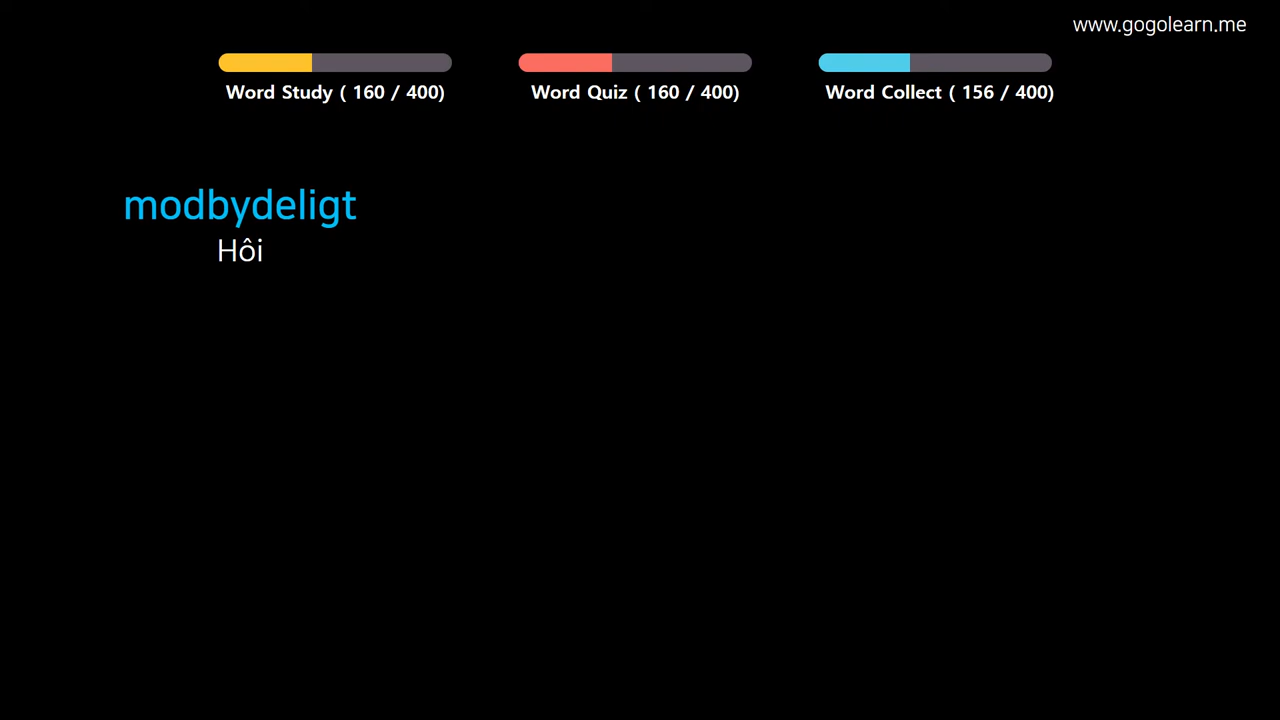 www.gogolearn.me
Word Study ( 160 / 400)
Word Quiz ( 160 / 400)
Word Collect ( 156 / 400)
modbydeligt
Hôi